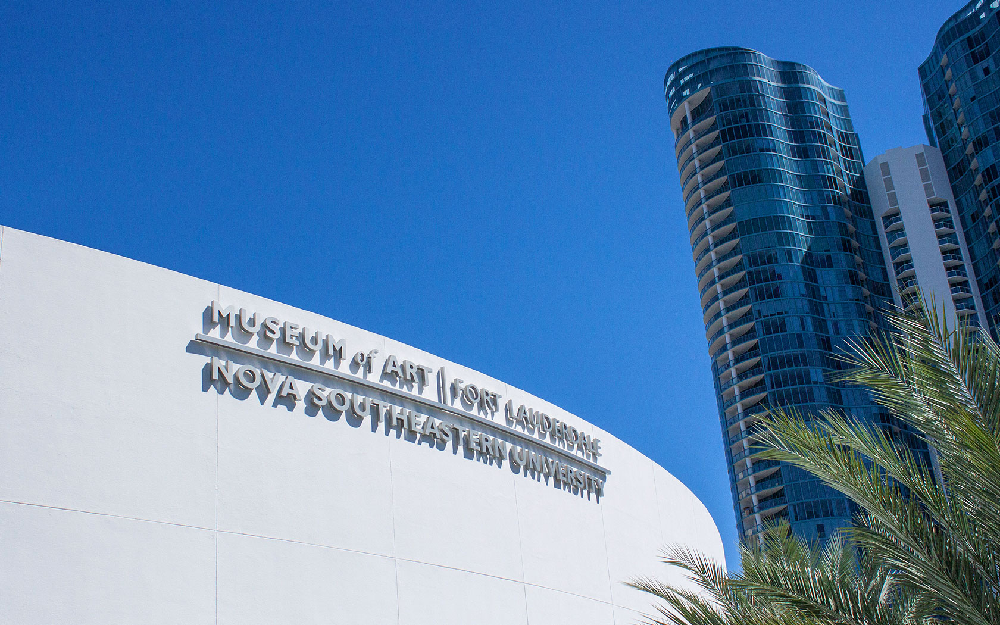 MUSEUM of ART | FORT LAUDERDALE
NOVA SOUTHEASTERN UNIVERSITY